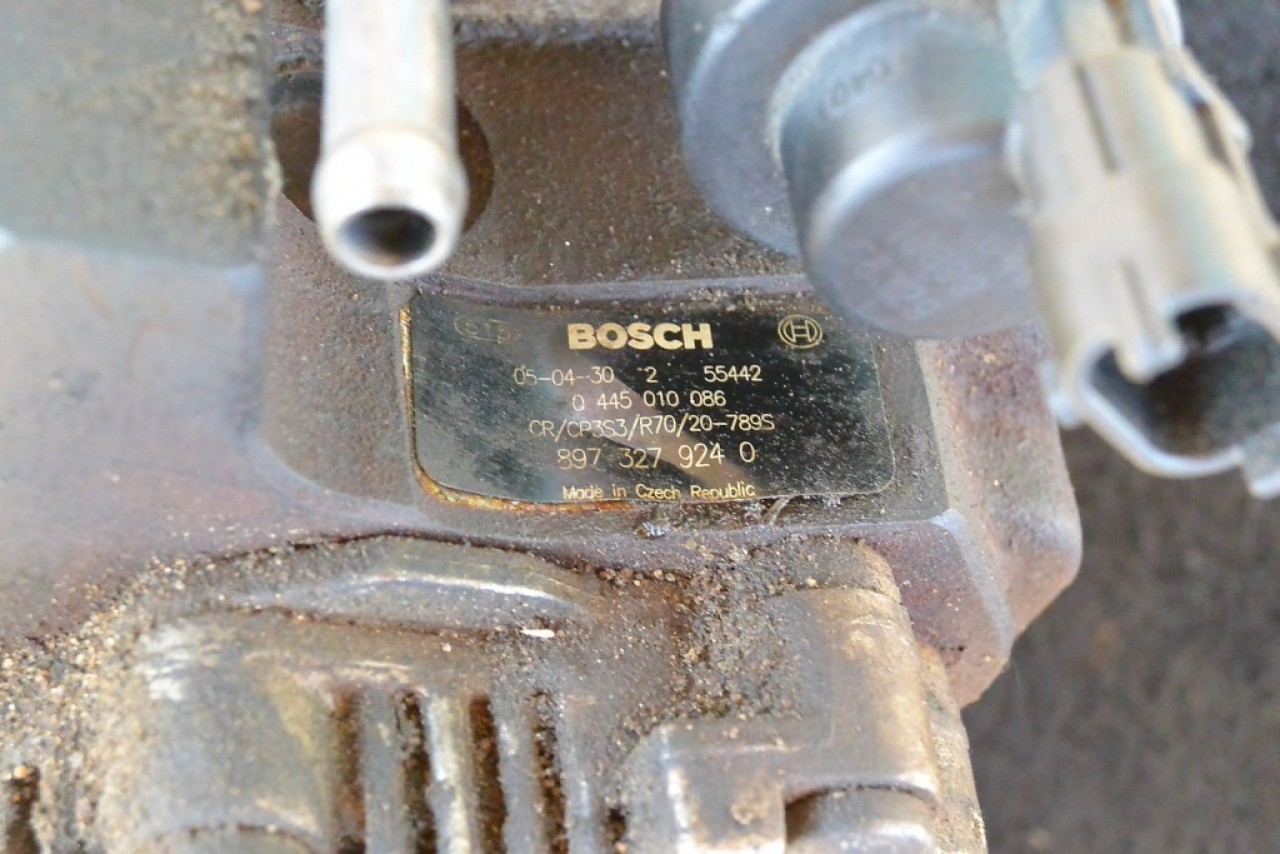 BOSCH
05-04-30 2 55442
0 445 010 086
CR/CP3S3/R70/20-789S
897 327 924 0
Made in Czech Republic